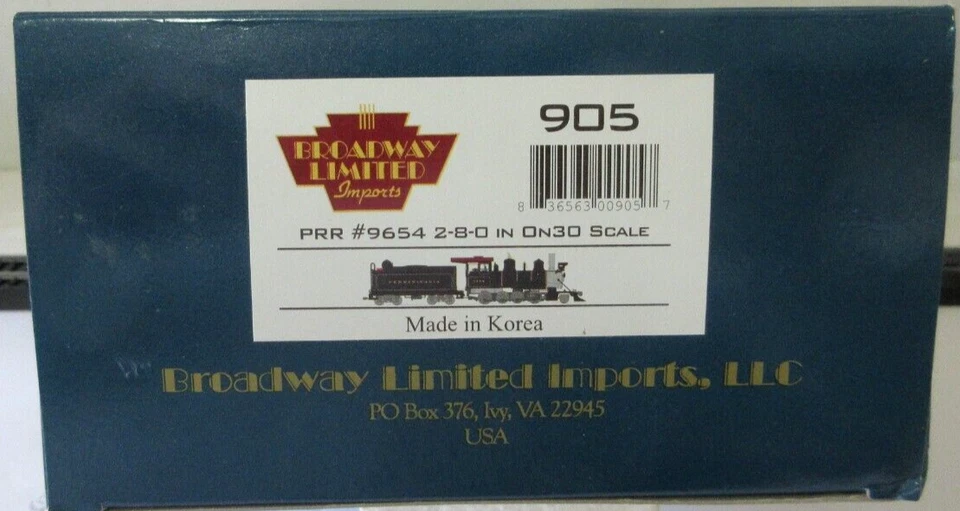 BROADWAY
LIMITED
Imports
905
8 36563 00905 7
PRR #9654 2-8-0 IN ON30 SCALE
PENNSYLVANIA
Made in Korea
Broadway Limited Imports, LLC
PO Box 376, Ivy, VA 22945
USA